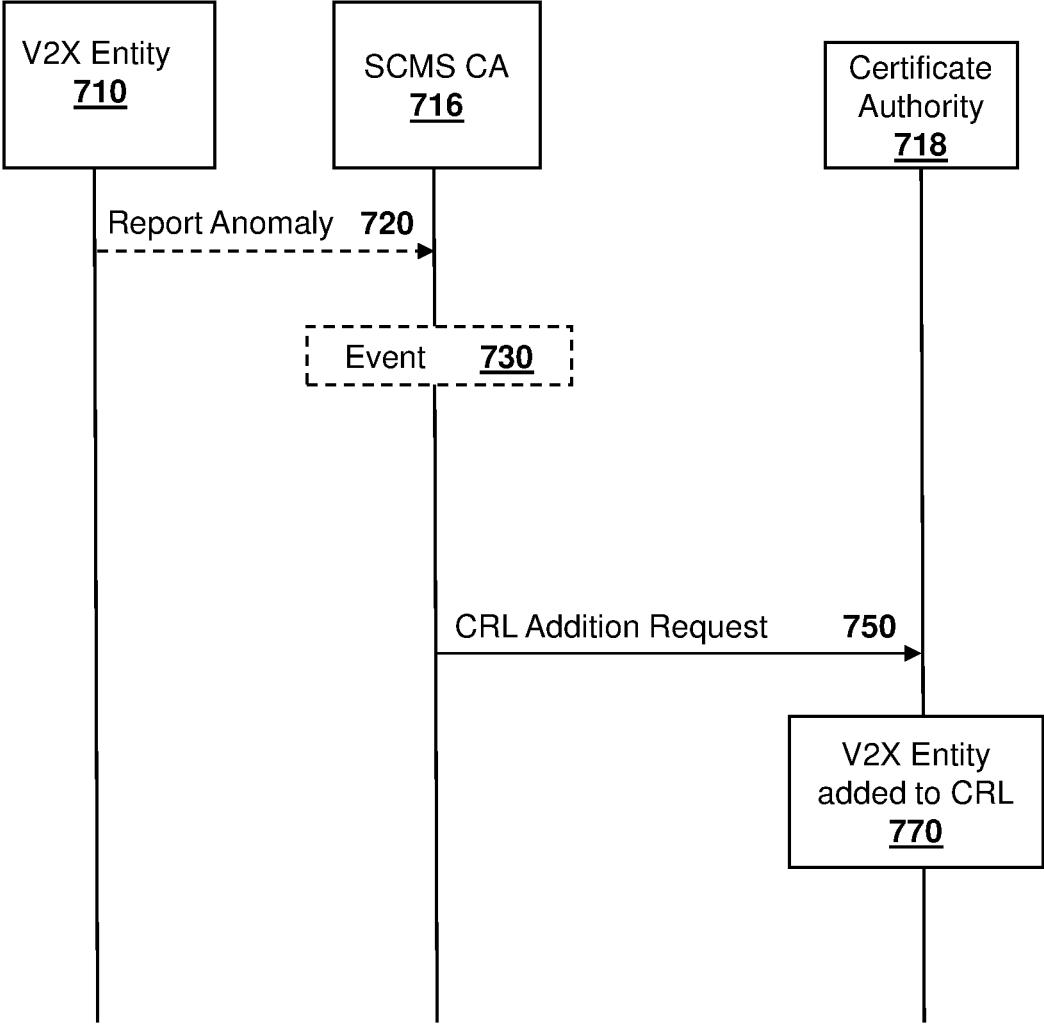 V2X Entity
710
SCMS CA
716
Certificate
Authority
718
Report Anomaly 720
Event 730
CRL Addition Request 750
V2X Entity
added to CRL
770